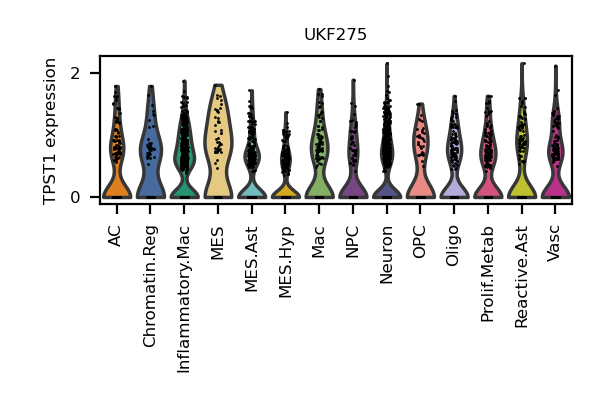 UKF275
TPST1 expression
2
0
AC
Chromatin.Reg
Inflammatory.Mac
MES
MES.Ast
MES.Hyp
Mac
NPC
Neuron
OPC
Oligo
Prolif.Metab
Reactive.Ast
Vasc